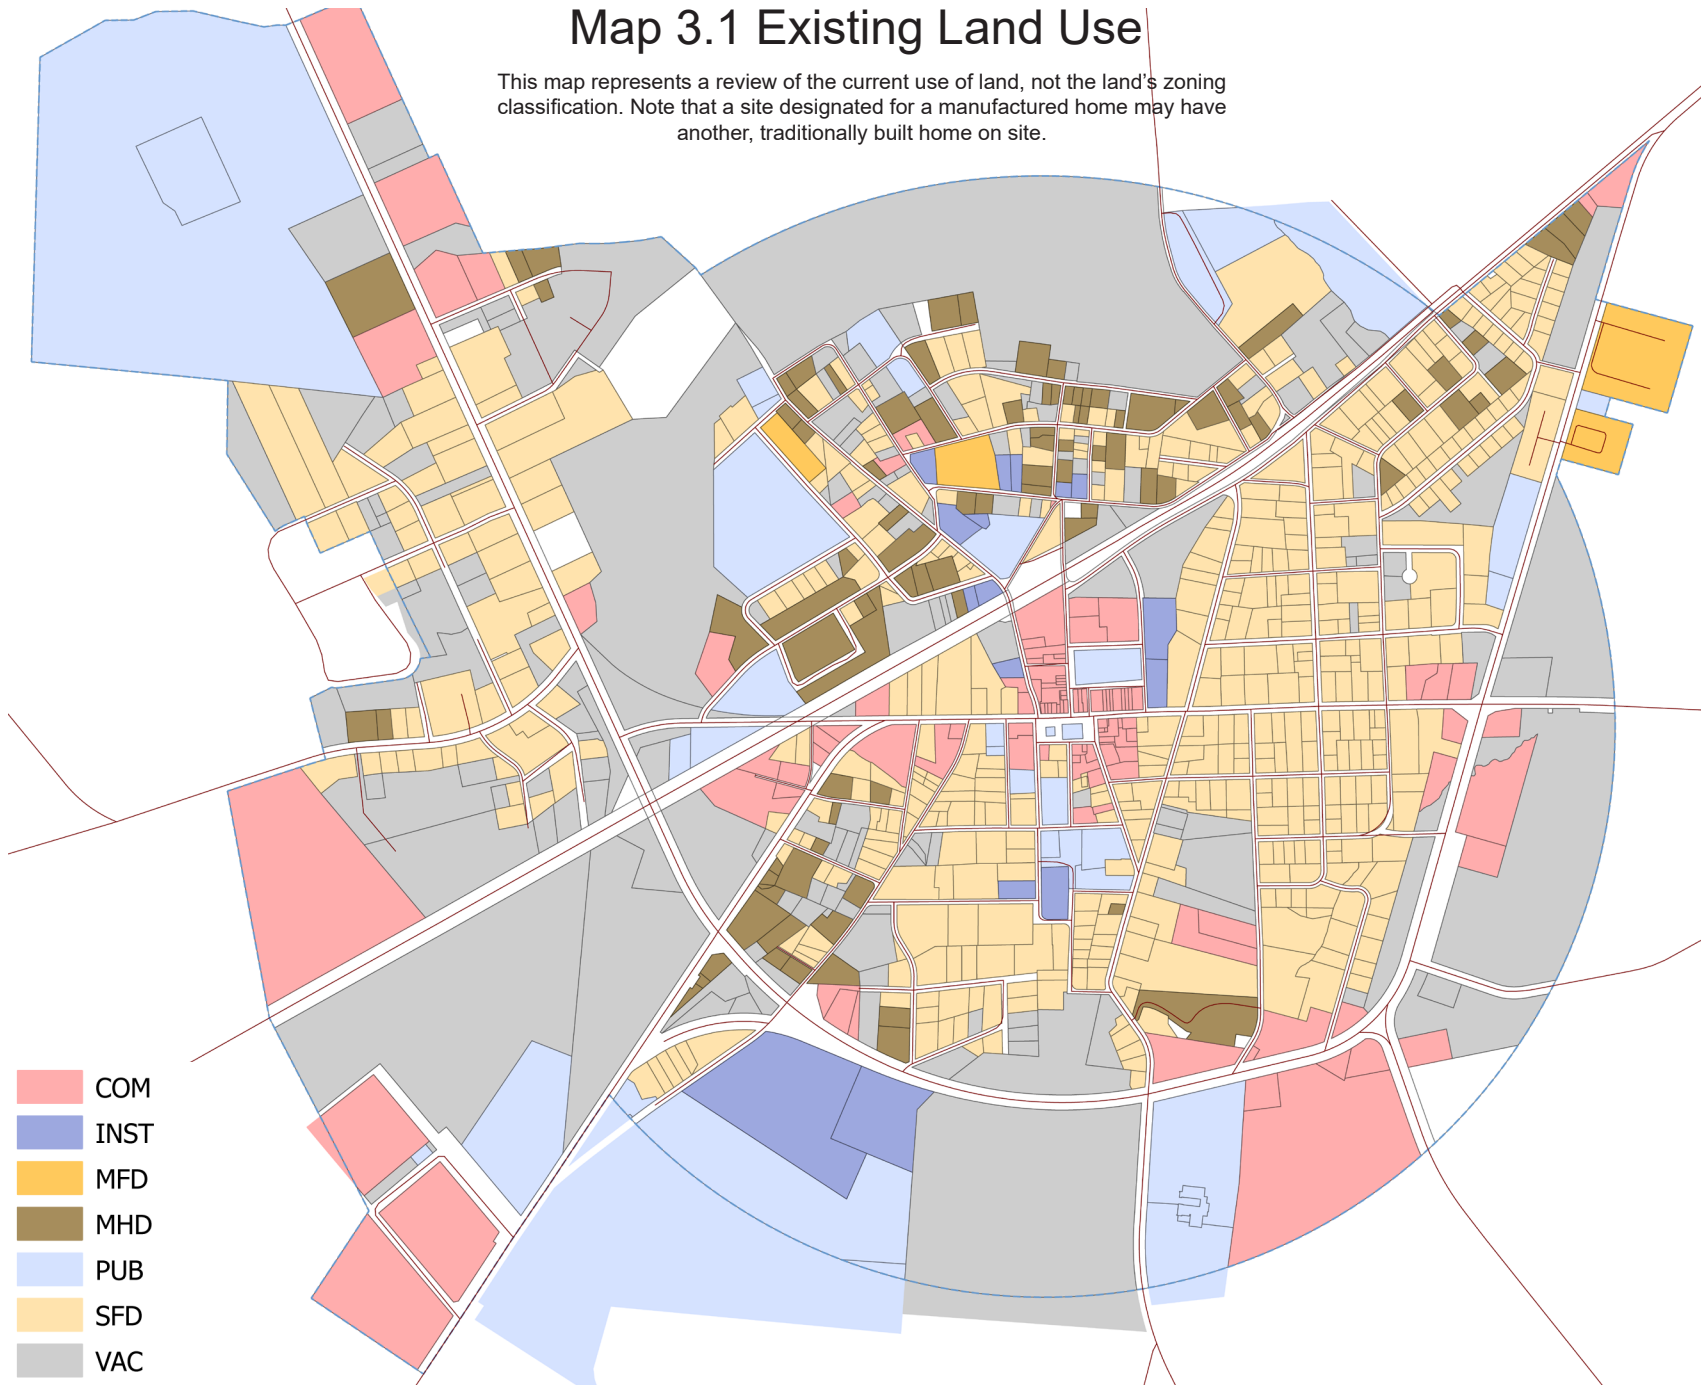 Map 3.1 Existing Land Use
This map represents a review of the current use of land, not the land's zoning
classification. Note that a site designated for a manufactured home may have
another, traditionally built home on site.
COM
INST
MFD
MHD
PUB
SFD
VAC